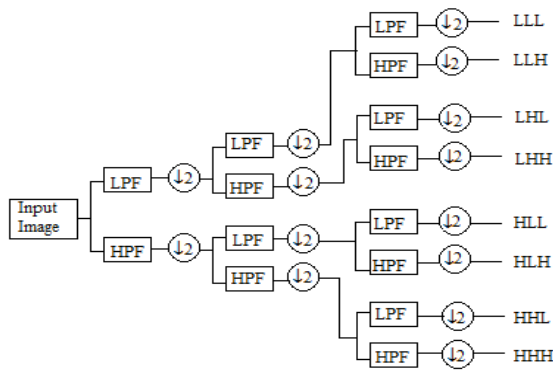 LPF ↓2 LLL
HPF ↓2 LLH
LPF ↓2 LHL
LPF ↓2
HPF ↓2 LHH
LPF ↓2 HPF ↓2
Input
Image
LPF ↓2 HLL
HPF ↓2 LPF ↓2
HPF ↓2 HLH
HPF ↓2
LPF ↓2 HHL
HPF ↓2 HHH